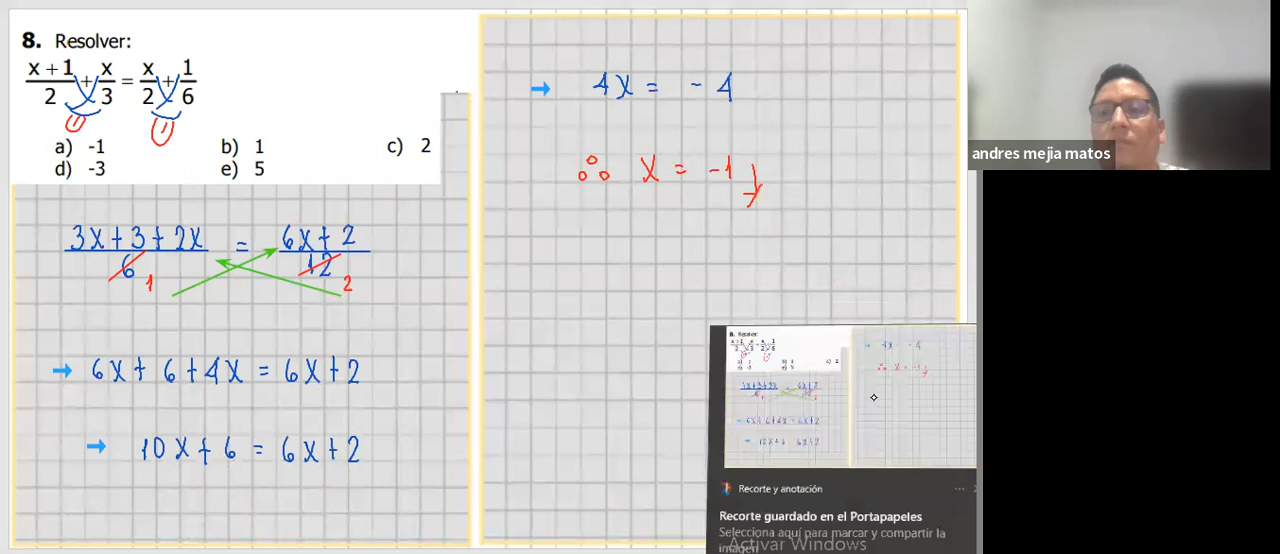 8. Resolver:
x + 1 / 2 + x / 3 = x / 2 + 1 / 6
a) -1 b) 1 c) 2
d) -3 e) 5
3x + 3 + 2x / 6 = 6x + 2 / 12
1 2
→ 6x + 6 + 4x = 6x + 2
→ 10x + 6 = 6x + 2
→ 4x = - 4
∴ x = -1
andres mejia matos
8. Resolver:
Recorte y anotación
Recorte guardado en el Portapapeles
Selecciona aquí para marcar y compartir la
imagen
Activar Windows